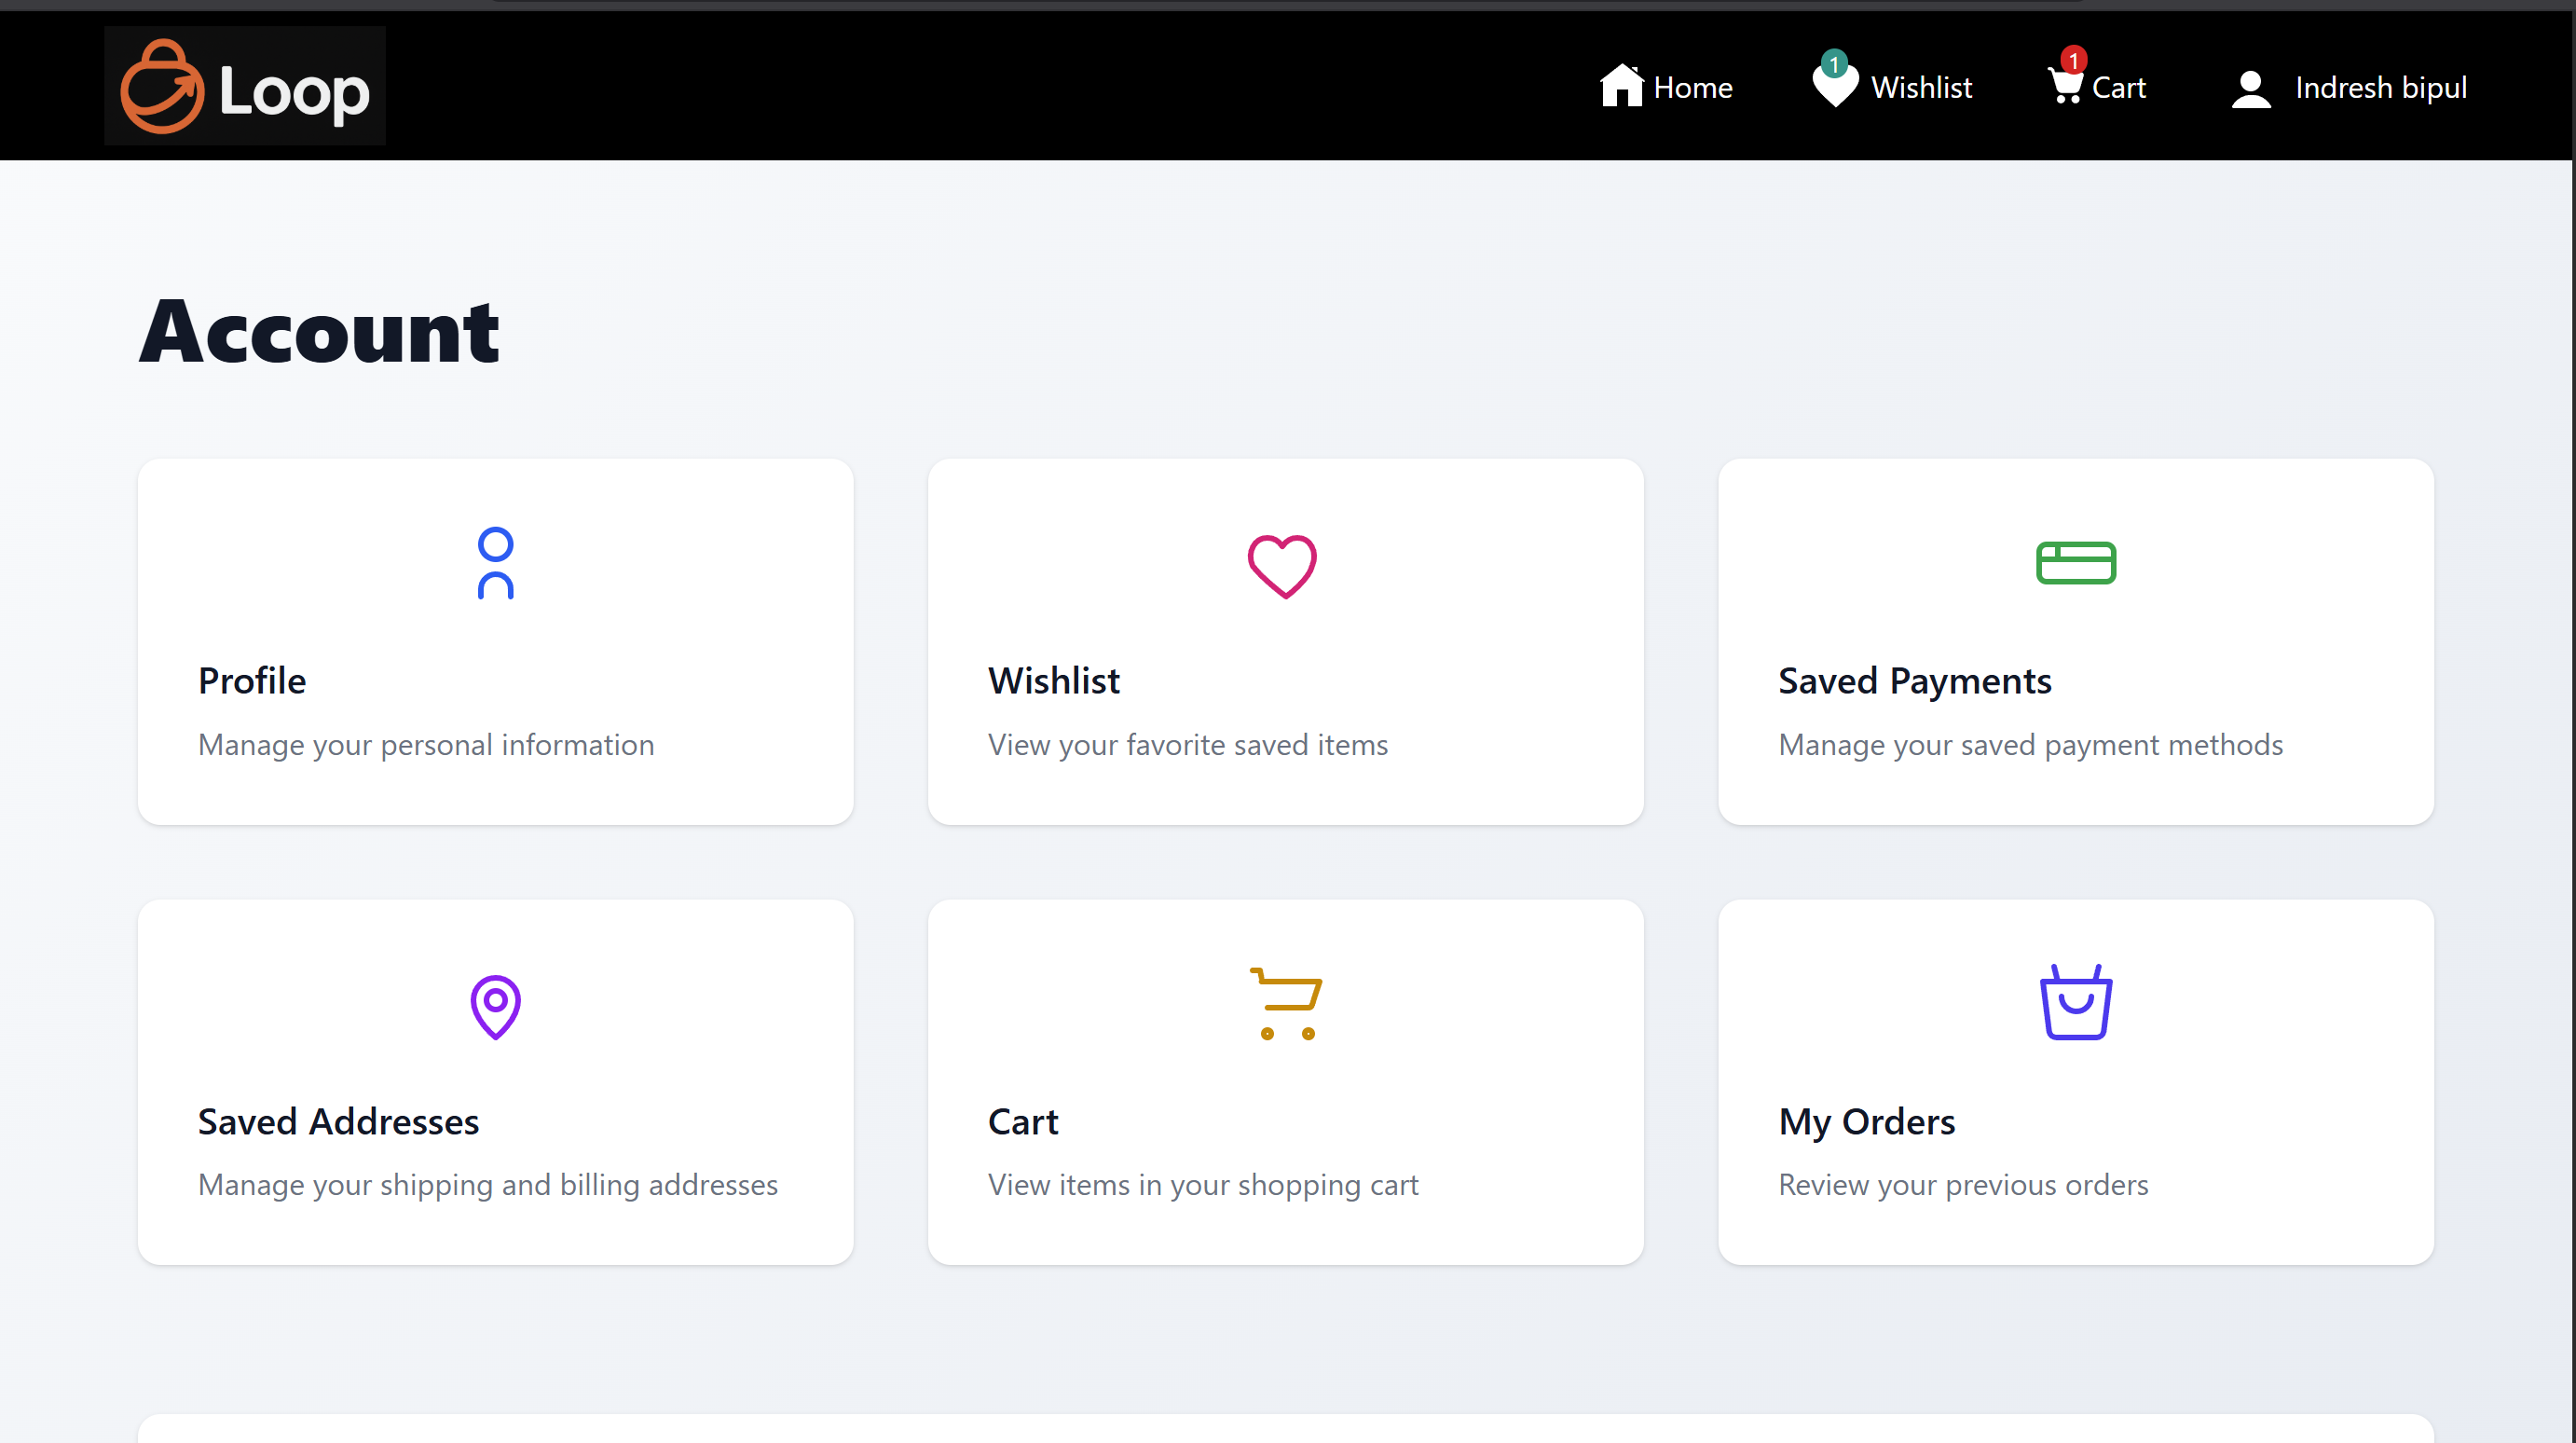 Loop
Home
1
Wishlist
1
Cart
Indresh bipul
Account
Profile
Manage your personal information
Wishlist
View your favorite saved items
Saved Payments
Manage your saved payment methods
Saved Addresses
Manage your shipping and billing addresses
Cart
View items in your shopping cart
My Orders
Review your previous orders